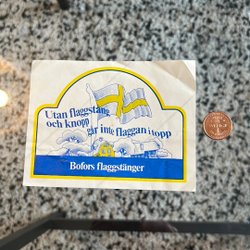 Utan flaggstång
och knopp
går inte flaggan i topp
Bofors flaggstänger